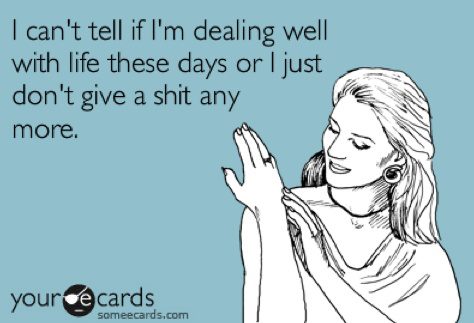 I can't tell if I'm dealing well
with life these days or I just
don't give a shit any
more.
your e cards
someecards.com